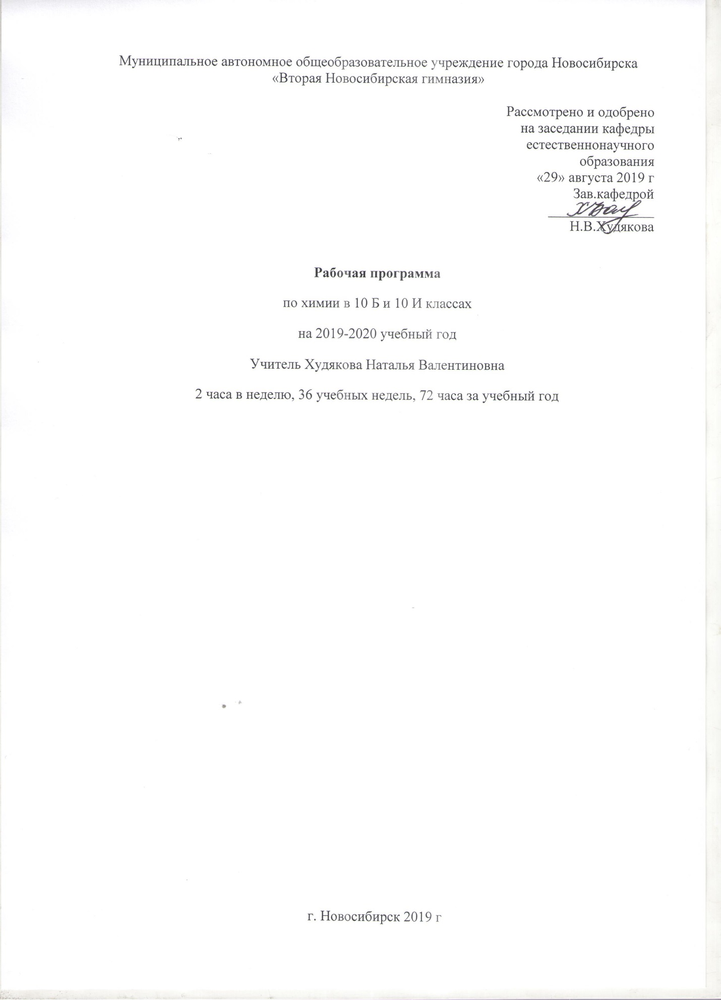 Муниципальное автономное общеобразовательное учреждение города Новосибирска
«Вторая Новосибирская гимназия»
Рассмотрено и одобрено
на заседании кафедры
естественнонаучного
образования
«29» августа 2019 г
Зав.кафедрой
Н.В.Худякова
Рабочая программа
по химии в 10 Б и 10 И классах
на 2019-2020 учебный год
Учитель Худякова Наталья Валентиновна
2 часа в неделю, 36 учебных недель, 72 часа за учебный год
г. Новосибирск 2019 г